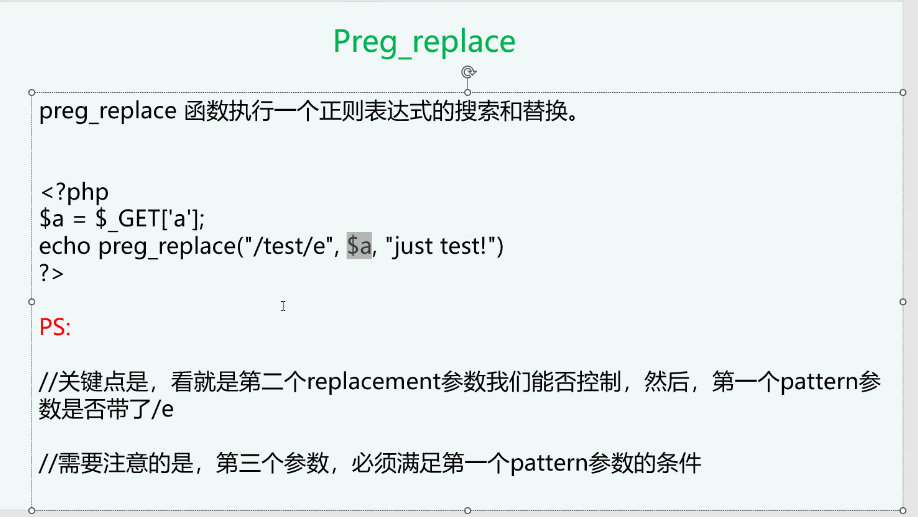 Preg_replace
preg_replace 函数执行一个正则表达式的搜索和替换。
<?php
$a = $_GET['a'];
echo preg_replace("/test/e", $a, "just test!")
?>
PS:
//关键点是，看就是第二个replacement参数我们能否控制，然后，第一个pattern参
数是否带了/e
//需要注意的是，第三个参数，必须满足第一个pattern参数的条件